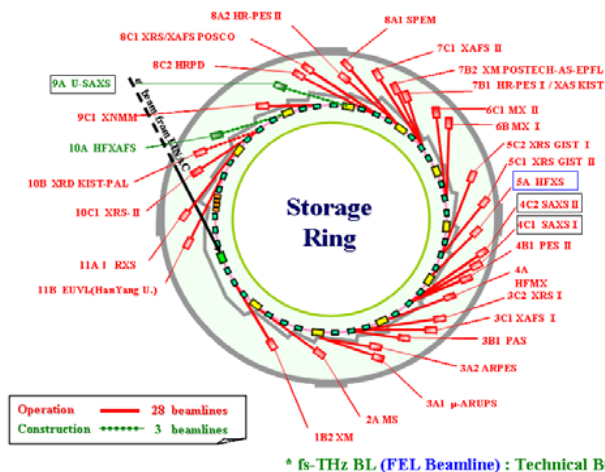 8A2 HR-PES II
8A1 SPEM
8C1 XRS/XAFS POSCO
7C1 XAFS II
8C2 HRPD
7B2 XM POSTECH-AS-EPFL
9A U-SAXS
7B1 HR-PES I / XAS KIST
e- beam from LINAC
6C1 MX II
9C1 XNMM
6B MX I
10A HFXAFS
5C2 XRS GIST I
5C1 XRS GIST II
10B XRD KIST-PAL
5A HFXS
4C2 SAXS II
10C1 XRS-II
4C1 SAXS I
Storage
Ring
4B1 PES II
11A I RXS
4A
HFMX
11B EUVL(HanYang U.)
3C2 XRS I
3C1 XAFS I
3B1 PAS
3A2 ARPES
3A1 μ-ARUPS
2A MS
1B2 XM
Operation 28 beamlines
Construction 3 beamlines
* fs-THz BL (FEL Beamline) : Technical B